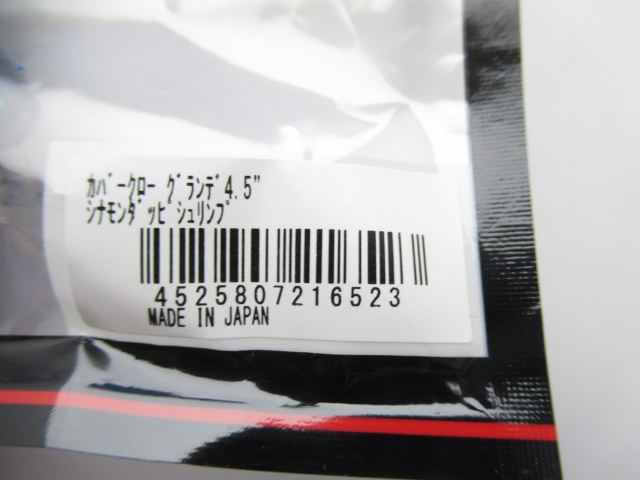 ｶﾊﾞｰｸﾛｰ ｸﾞﾗﾝﾃﾞ4.5"
ｼﾅﾓﾝﾀﾞｯﾋﾟｼｭﾘﾝﾌﾟ
4525807216523
MADE IN JAPAN